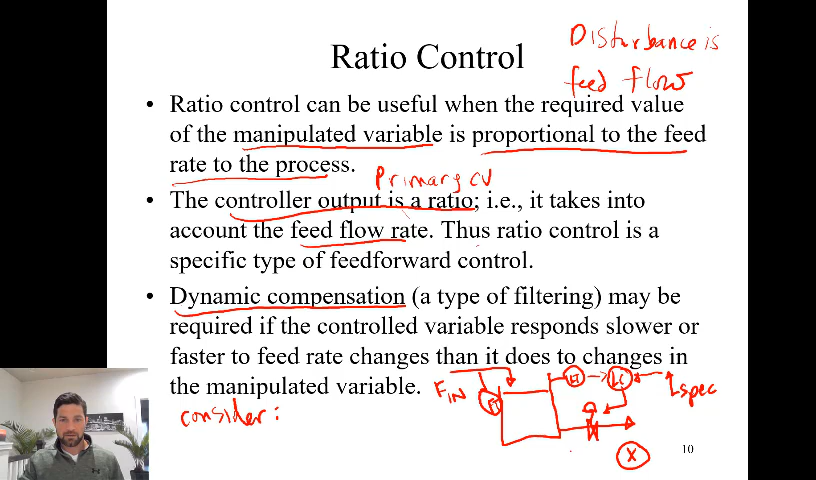 Ratio Control
Disturbance is
feed flow
• Ratio control can be useful when the required value
of the manipulated variable is proportional to the feed
rate to the process.
Primary CV
• The controller output is a ratio; i.e., it takes into
account the feed flow rate. Thus ratio control is a
specific type of feedforward control.
• Dynamic compensation (a type of filtering) may be
required if the controlled variable responds slower or
faster to feed rate changes than it does to changes in
the manipulated variable.
consider:
FIN
FT
LT
LC
Lspec
X
10